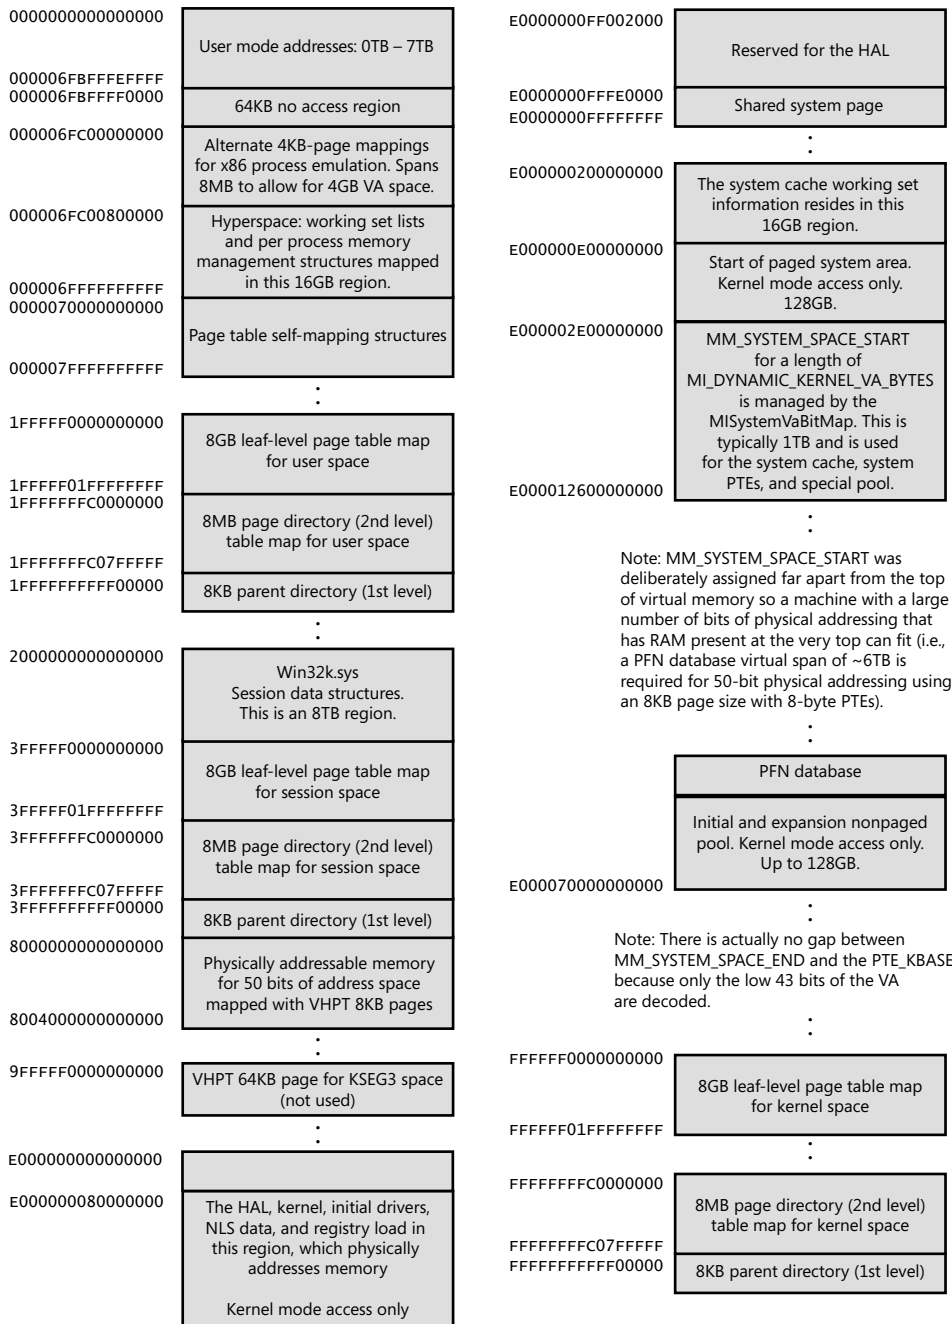 0000000000000000
User mode addresses: 0TB – 7TB
000006FBFFFEFFFF
000006FBFFFF0000
64KB no access region
000006FC00000000
Alternate 4KB-page mappings
for x86 process emulation. Spans
8MB to allow for 4GB VA space.
000006FC00800000
Hyperspace: working set lists
and per process memory
management structures mapped
in this 16GB region.
000006FFFFFFFFFF
0000070000000000
Page table self-mapping structures
000007FFFFFFFFFF
1FFFFF0000000000
8GB leaf-level page table map
for user space
1FFFFF01FFFFFFFF
1FFFFFFFC0000000
8MB page directory (2nd level)
table map for user space
1FFFFFFFC07FFFFF
1FFFFFFFFFF00000
8KB parent directory (1st level)
2000000000000000
Win32k.sys
Session data structures.
This is an 8TB region.
3FFFFF0000000000
8GB leaf-level page table map
for session space
3FFFFF01FFFFFFFF
3FFFFFFFC0000000
8MB page directory (2nd level)
table map for session space
3FFFFFFFC07FFFFF
3FFFFFFFFFF00000
8KB parent directory (1st level)
8000000000000000
Physically addressable memory
for 50 bits of address space
mapped with VHPT 8KB pages
8004000000000000
9FFFFF0000000000
VHPT 64KB page for KSEG3 space
(not used)
E000000000000000
E000000080000000
The HAL, kernel, initial drivers,
NLS data, and registry load in
this region, which physically
addresses memory
Kernel mode access only
E0000000FF002000
Reserved for the HAL
E0000000FFFE0000
Shared system page
E0000000FFFFFFFF
E000000200000000
The system cache working set
information resides in this
16GB region.
E000000E00000000
Start of paged system area.
Kernel mode access only.
128GB.
E000002E00000000
MM_SYSTEM_SPACE_START
for a length of
MI_DYNAMIC_KERNEL_VA_BYTES
is managed by the
MISystemVaBitMap. This is
typically 1TB and is used
for the system cache, system
PTEs, and special pool.
E000012600000000
Note: MM_SYSTEM_SPACE_START was
deliberately assigned far apart from the top
of virtual memory so a machine with a large
number of bits of physical addressing that
has RAM present at the very top can fit (i.e.,
a PFN database virtual span of ~6TB is
required for 50-bit physical addressing using
an 8KB page size with 8-byte PTEs).
PFN database
Initial and expansion nonpaged
pool. Kernel mode access only.
Up to 128GB.
E000070000000000
Note: There is actually no gap between
MM_SYSTEM_SPACE_END and the PTE_KBASE
because only the low 43 bits of the VA
are decoded.
FFFFFF0000000000
8GB leaf-level page table map
for kernel space
FFFFFF01FFFFFFFF
FFFFFFFFC0000000
8MB page directory (2nd level)
table map for kernel space
FFFFFFFFC07FFFFF
FFFFFFFFFFF00000
8KB parent directory (1st level)